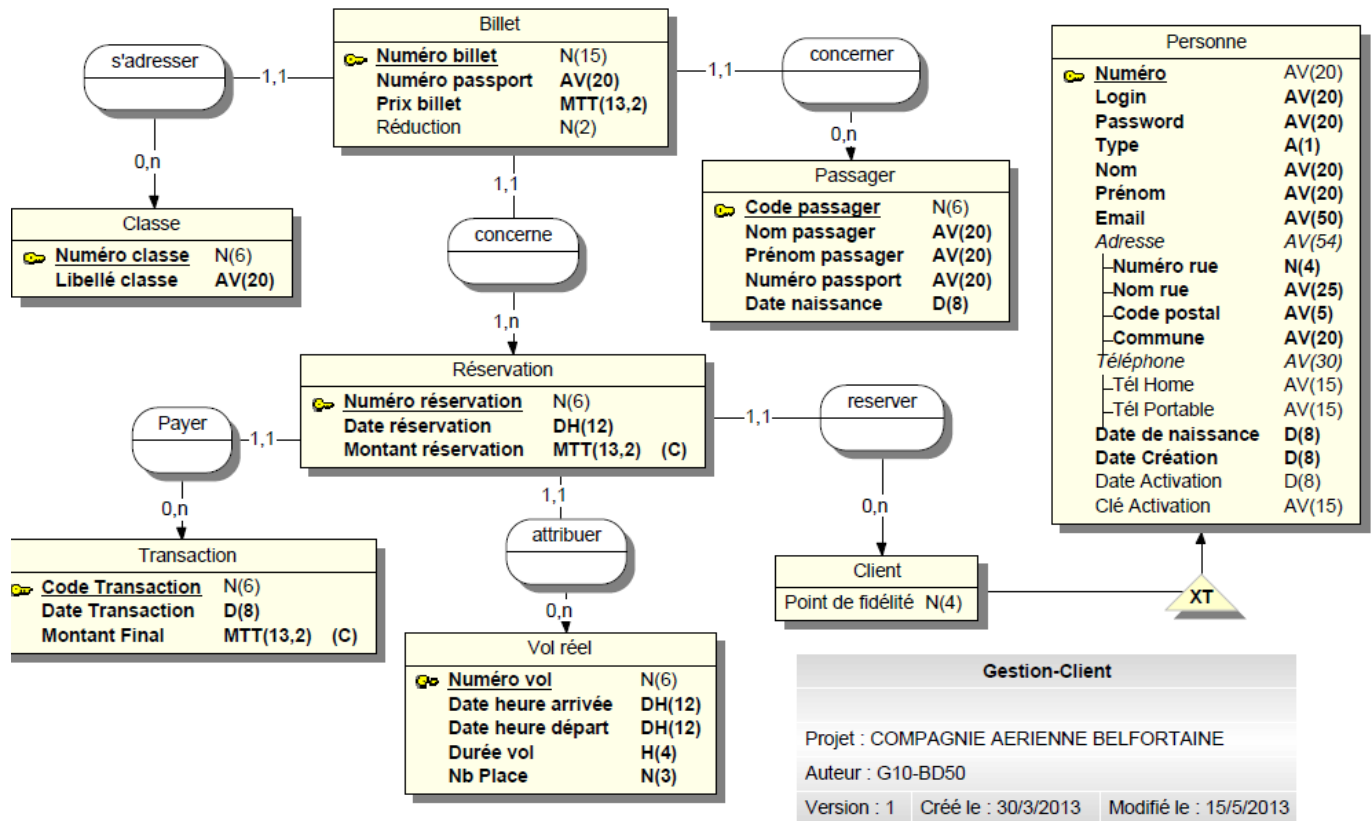 Billet
Numéro billet N(15)
Numéro passport AV(20)
Prix billet MTT(13,2)
Réduction N(2)
s'adresser
1,1
0,n
concerner
1,1
0,n
Classe
Numéro classe N(6)
Libellé classe AV(20)
1,1
concerne
1,n
Passager
Code passager N(6)
Nom passager AV(20)
Prénom passager AV(20)
Numéro passport AV(20)
Date naissance D(8)
Personne
Numéro AV(20)
Login AV(20)
Password AV(20)
Type A(1)
Nom AV(20)
Prénom AV(20)
Email AV(50)
Adresse AV(54)
Numéro rue N(4)
Nom rue AV(25)
Code postal AV(5)
Commune AV(20)
Téléphone AV(30)
Tél Home AV(15)
Tél Portable AV(15)
Date de naissance D(8)
Date Création D(8)
Date Activation D(8)
Clé Activation AV(15)
Réservation
Numéro réservation N(6)
Date réservation DH(12)
Montant réservation MTT(13,2) (C)
Payer
1,1
0,n
reserver
1,1
0,n
1,1
attribuer
0,n
Transaction
Code Transaction N(6)
Date Transaction D(8)
Montant Final MTT(13,2) (C)
Client
Point de fidélité N(4)
XT
Vol réel
Numéro vol N(6)
Date heure arrivée DH(12)
Date heure départ DH(12)
Durée vol H(4)
Nb Place N(3)
Gestion-Client
Projet : COMPAGNIE AERIENNE BELFORTAINE
Auteur : G10-BD50
Version : 1 Créé le : 30/3/2013 Modifié le : 15/5/2013